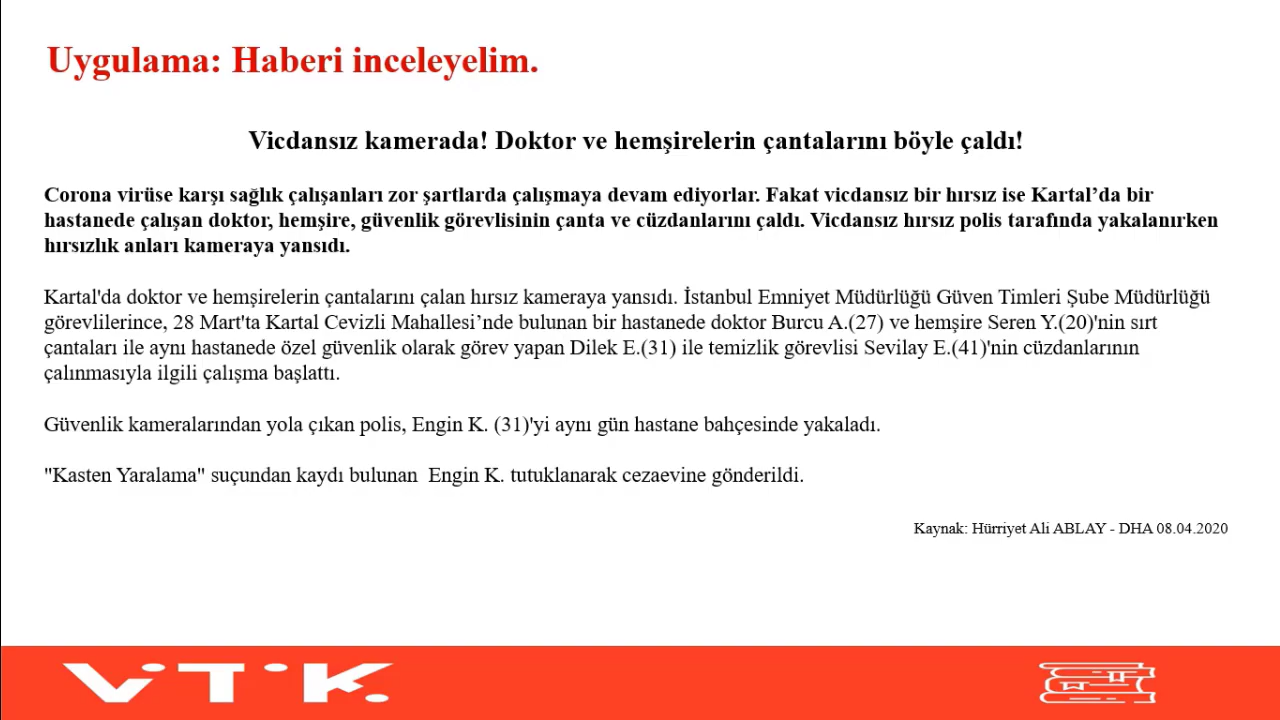 Uygulama: Haberi inceleyelim.
Vicdansız kamerada! Doktor ve hemşirelerin çantalarını böyle çaldı!
Corona virüse karşı sağlık çalışanları zor şartlarda çalışmaya devam ediyorlar. Fakat vicdansız bir hırsız ise Kartal’da bir
hastanede çalışan doktor, hemşire, güvenlik görevlisinin çanta ve cüzdanlarını çaldı. Vicdansız hırsız polis tarafında yakalanırken
hırsızlık anları kameraya yansıdı.
Kartal'da doktor ve hemşirelerin çantalarını çalan hırsız kameraya yansıdı. İstanbul Emniyet Müdürlüğü Güven Timleri Şube Müdürlüğü
görevlilerince, 28 Mart'ta Kartal Cevizli Mahallesi’nde bulunan bir hastanede doktor Burcu A.(27) ve hemşire Seren Y.(20)'nin sırt
çantaları ile aynı hastanede özel güvenlik olarak görev yapan Dilek E.(31) ile temizlik görevlisi Sevilay E.(41)'nin cüzdanlarının
çalınmasıyla ilgili çalışma başlattı.
Güvenlik kameralarından yola çıkan polis, Engin K. (31)'yi aynı gün hastane bahçesinde yakaladı.
"Kasten Yaralama" suçundan kaydı bulunan  Engin K. tutuklanarak cezaevine gönderildi.
Kaynak: Hürriyet Ali ABLAY - DHA 08.04.2020
VTK